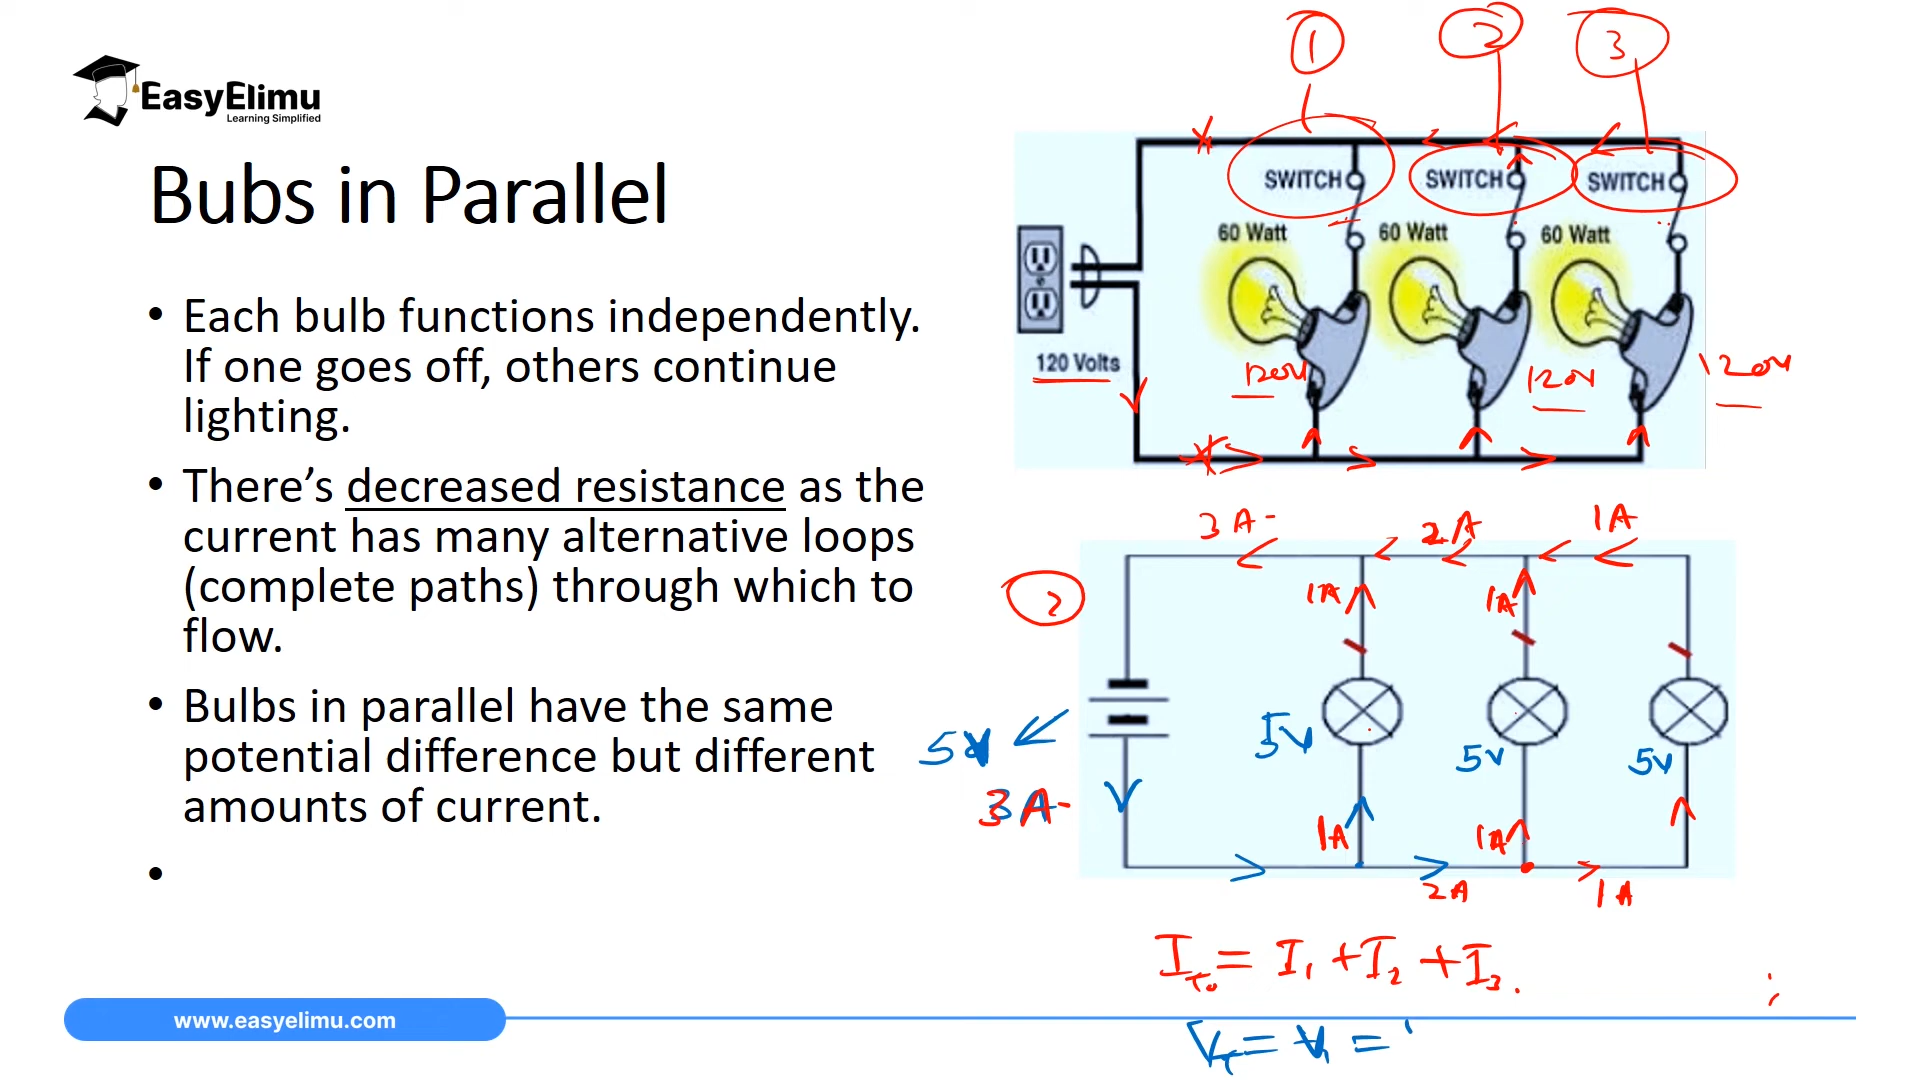 EasyElimu
Learning Simplified
Bubs in Parallel
• Each bulb functions independently.
If one goes off, others continue
lighting.
• There’s decreased resistance as the
current has many alternative loops
(complete paths) through which to
flow.
• Bulbs in parallel have the same
potential difference but different
amounts of current.
•
www.easyelimu.com
1 2 3
SWITCH SWITCH SWITCH
60 Watt 60 Watt 60 Watt
120 Volts
120V 120V 120V
3A 2A 1A
1A 1A
2
5V 5V 5V 5V
3A
1A 1A
2A 1A
I_T = I₁ + I₂ + I₃.
V_T = V₁ =